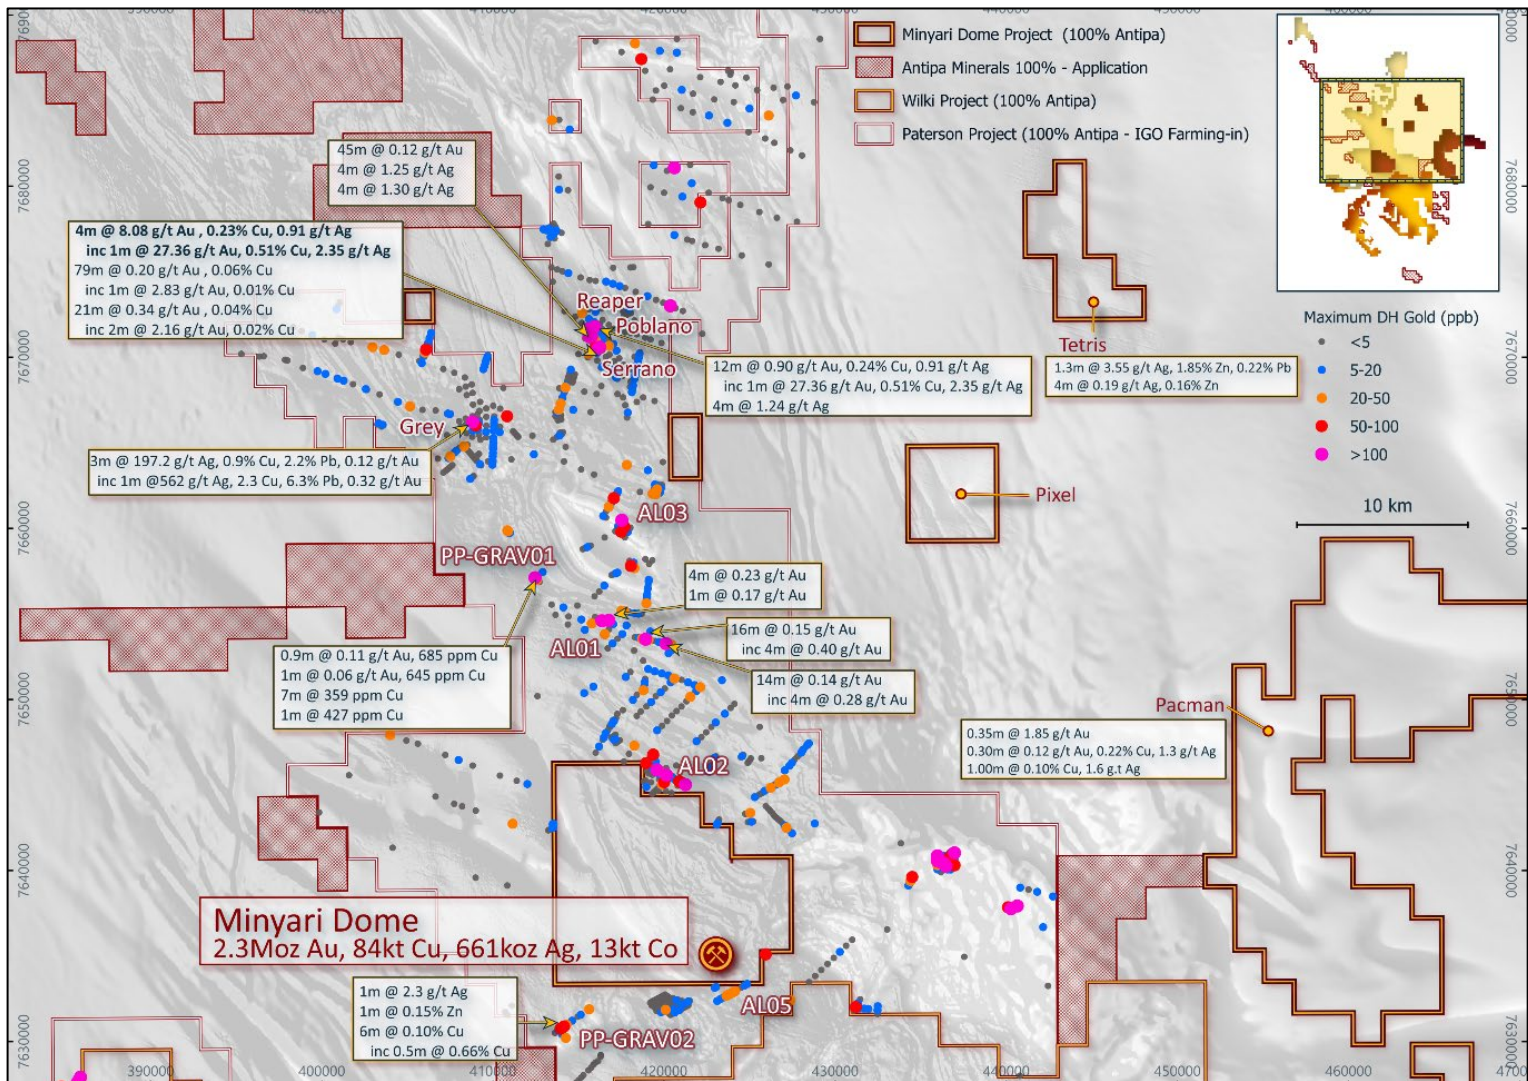 390000
400000
410000
420000
430000
440000
450000
460000
Minyari Dome Project (100% Antipa)
Antipa Minerals 100% - Application
Wilki Project (100% Antipa)
Paterson Project (100% Antipa - IGO Farming-in)
7680000
7680000
45m @ 0.12 g/t Au
4m @ 1.25 g/t Ag
4m @ 1.30 g/t Ag
4m @ 8.08 g/t Au , 0.23% Cu, 0.91 g/t Ag
inc 1m @ 27.36 g/t Au, 0.51% Cu, 2.35 g/t Ag
79m @ 0.20 g/t Au , 0.06% Cu
inc 1m @ 2.83 g/t Au, 0.01% Cu
21m @ 0.34 g/t Au , 0.04% Cu
inc 2m @ 2.16 g/t Au, 0.02% Cu
Reaper
Poblano
Serrano
Tetris
1.3m @ 3.55 g/t Ag, 1.85% Zn, 0.22% Pb
4m @ 0.19 g/t Ag, 0.16% Zn
Maximum DH Gold (ppb)
<5
5-20
20-50
50-100
>100
10 km
7670000
7670000
12m @ 0.90 g/t Au, 0.24% Cu, 0.91 g/t Ag
inc 1m @ 27.36 g/t Au, 0.51% Cu, 2.35 g/t Ag
4m @ 1.24 g/t Ag
Grey
3m @ 197.2 g/t Ag, 0.9% Cu, 2.2% Pb, 0.12 g/t Au
inc 1m @562 g/t Ag, 2.3 Cu, 6.3% Pb, 0.32 g/t Au
Pixel
AL03
7660000
7660000
PP-GRAV01
4m @ 0.23 g/t Au
1m @ 0.17 g/t Au
AL01
16m @ 0.15 g/t Au
inc 4m @ 0.40 g/t Au
0.9m @ 0.11 g/t Au, 685 ppm Cu
1m @ 0.06 g/t Au, 645 ppm Cu
7m @ 359 ppm Cu
1m @ 427 ppm Cu
14m @ 0.14 g/t Au
inc 4m @ 0.28 g/t Au
7650000
7650000
Pacman
0.35m @ 1.85 g/t Au
0.30m @ 0.12 g/t Au, 0.22% Cu, 1.3 g/t Ag
1.00m @ 0.10% Cu, 1.6 g.t Ag
AL02
7640000
7640000
Minyari Dome
2.3Moz Au, 84kt Cu, 661koz Ag, 13kt Co
1m @ 2.3 g/t Ag
1m @ 0.15% Zn
6m @ 0.10% Cu
inc 0.5m @ 0.66% Cu
AL05
PP-GRAV02
7630000
7630000
390000
400000
410000
420000
430000
440000
450000
460000